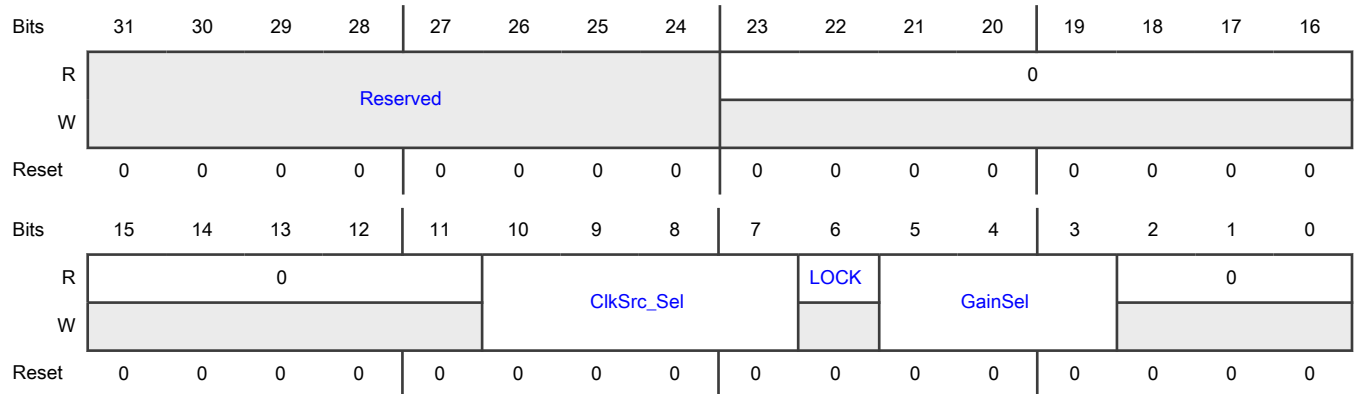 Bits 31 30 29 28 27 26 25 24 23 22 21 20 19 18 17 16
R 0
Reserved
W
Reset 0 0 0 0 0 0 0 0 0 0 0 0 0 0 0 0
Bits 15 14 13 12 11 10 9 8 7 6 5 4 3 2 1 0
R 0 LOCK 0
ClkSrc_Sel GainSel
W
Reset 0 0 0 0 0 0 0 0 0 0 0 0 0 0 0 0